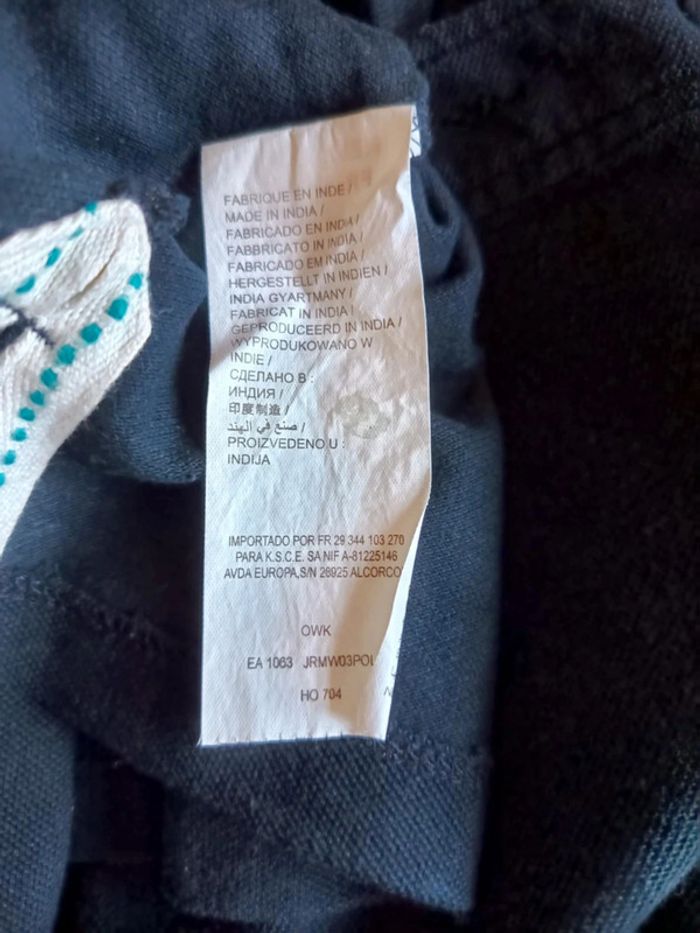 FABRIQUE EN INDE /
MADE IN INDIA /
FABRICADO EN INDIA /
FABBRICATO IN INDIA /
FABRICADO EM INDIA /
HERGESTELLT IN INDIEN /
INDIA GYARTMANY /
FABRICAT IN INDIA /
GEPRODUCEERD IN INDIA /
WYPRODUKOWANO W
INDIE /
СДЕЛАНО В :
ИНДИЯ /
印度制造 /
صنع في الهند /
PROIZVEDENO U :
INDIJA
IMPORTADO POR FR 29 344 103 270
PARA K.S.C.E. SA NIF A-81225146
AVDA EUROPA,S/N 28925 ALCORCO
OWK
EA 1063 JRMW03POL
HO 704